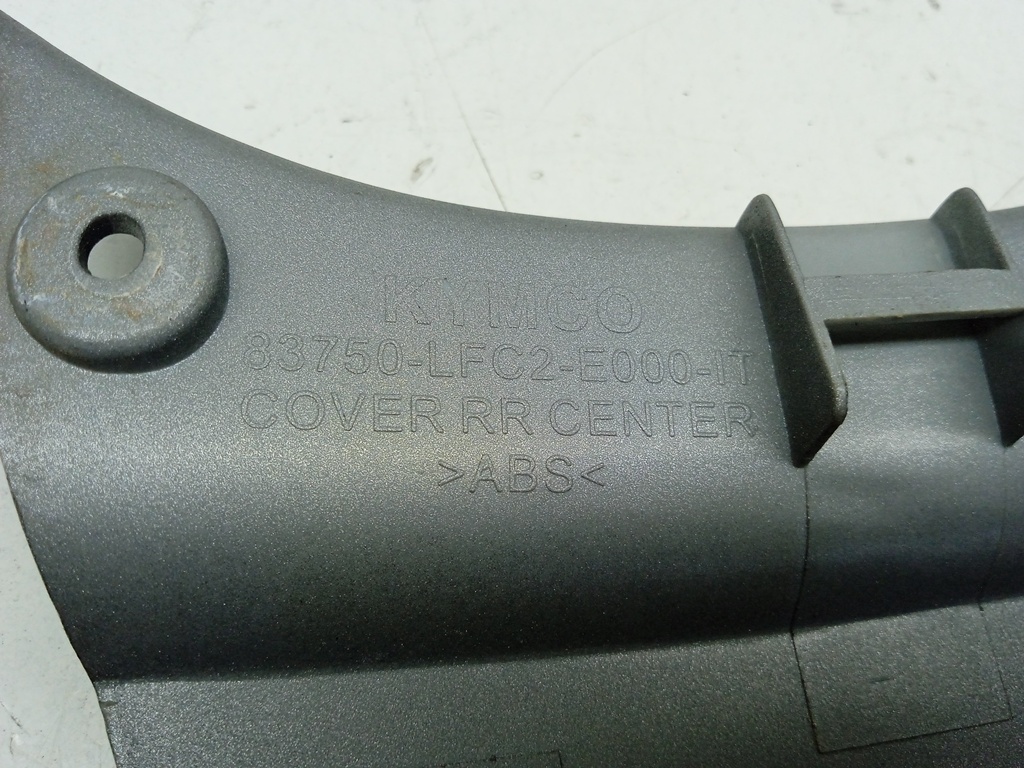 KYMCO
83750-LFC2-E000-IT
COVER RR CENTER
>ABS<